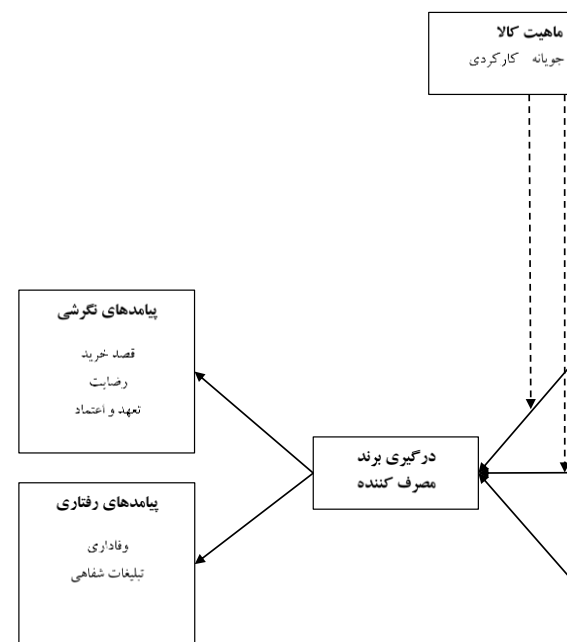 ماهیت کالا
جویانه کارکردی
پیامدهای نگرشی
قصد خرید
رضایت
تعهد و اعتماد
درگیری برند
مصرف کننده
پیامدهای رفتاری
وفاداری
تبلیغات شفاهی